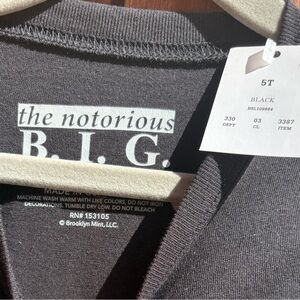 the notorious
B. I. G.
MADE IN
MACHINE WASH WARM WITH LIKE COLORS, DO NOT IRON
DECORATIONS. TUMBLE DRY LOW. DO NOT BLEACH
RN# 153105
© Brooklyn Mint, LLC.
5T
BLACK
330 03 3387
DEPT CL ITEM